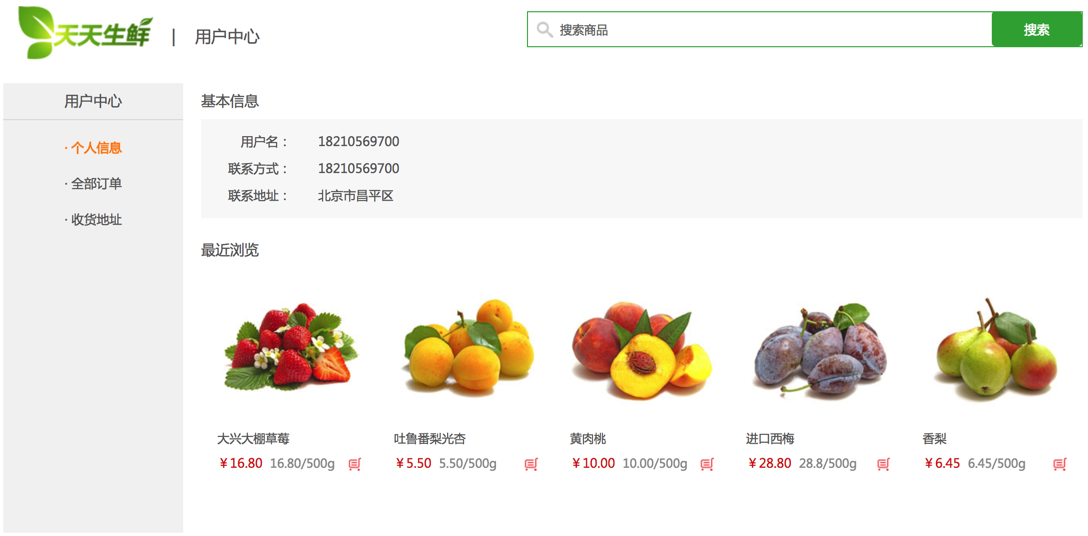 天天生鲜 | 用户中心
搜索商品 搜索
用户中心
· 个人信息
· 全部订单
· 收货地址
基本信息
用户名： 18210569700
联系方式： 18210569700
联系地址： 北京市昌平区
最近浏览
大兴大棚草莓
￥16.80 16.80/500g
吐鲁番梨光杏
￥5.50 5.50/500g
黄肉桃
￥10.00 10.00/500g
进口西梅
￥28.80 28.8/500g
香梨
￥6.45 6.45/500g